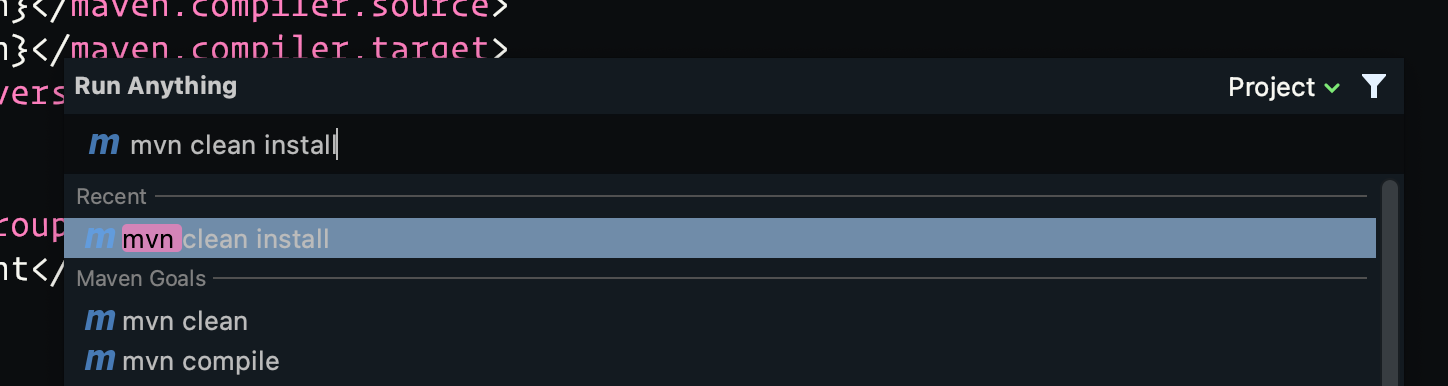 n}</maven.compiler.source>
n}</maven.compiler.target>
vers
Run Anything Project
m mvn clean install
Recent
roup
m mvn clean install
nt</
Maven Goals
m mvn clean
m mvn compile